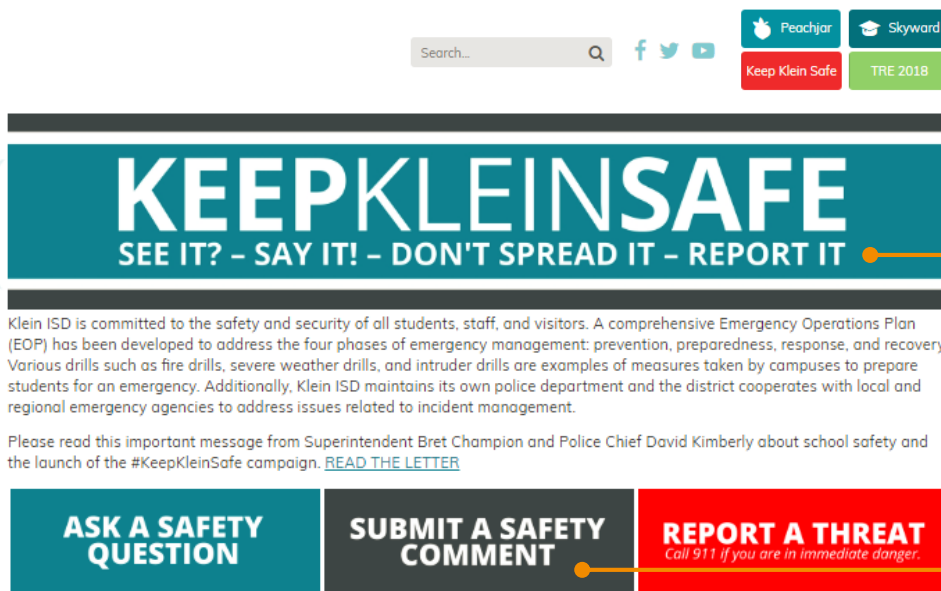 Peachjar
Skyward
Search...
Keep Klein Safe
TRE 2018
KEEPKLEINSAFE
SEE IT? – SAY IT! – DON'T SPREAD IT – REPORT IT
Klein ISD is committed to the safety and security of all students, staff, and visitors. A comprehensive Emergency Operations Plan
(EOP) has been developed to address the four phases of emergency management: prevention, preparedness, response, and recovery
Various drills such as fire drills, severe weather drills, and intruder drills are examples of measures taken by campuses to prepare
students for an emergency. Additionally, Klein ISD maintains its own police department and the district cooperates with local and
regional emergency agencies to address issues related to incident management.
Please read this important message from Superintendent Bret Champion and Police Chief David Kimberly about school safety and
the launch of the #KeepKleinSafe campaign. READ THE LETTER
ASK A SAFETY
QUESTION
SUBMIT A SAFETY
COMMENT
REPORT A THREAT
Call 911 if you are in immediate danger.